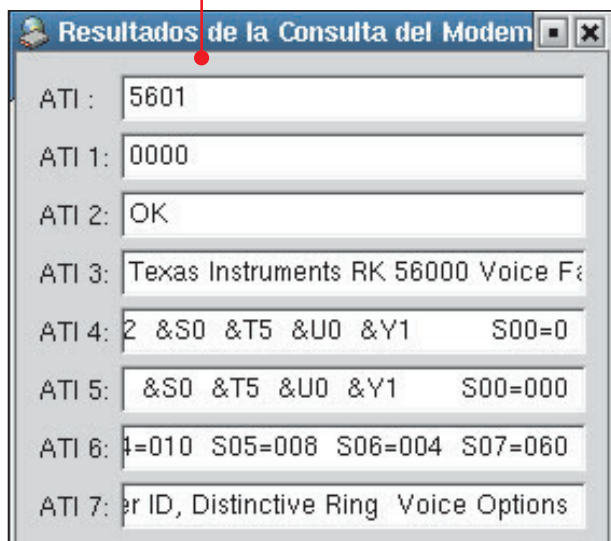 Resultados de la Consulta del Modem
ATI : 5601
ATI 1: 0000
ATI 2: OK
ATI 3: Texas Instruments RK 56000 Voice
ATI 4: &S0 &T5 &U0 &Y1 S00=0
ATI 5: &S0 &T5 &U0 &Y1 S00=000
ATI 6: =010 S05=008 S06=004 S07=060
ATI 7: er ID, Distinctive Ring Voice Options